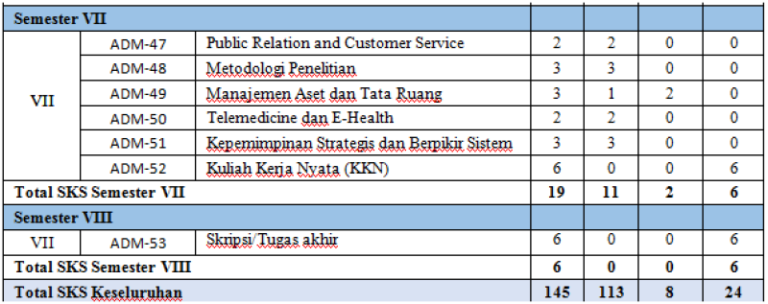 Semester VII
ADM-47 Public Relation and Customer Service 2 2 0 0
ADM-48 Metodologi Penelitian 3 3 0 0
VII ADM-49 Manajemen Aset dan Tata Ruang 3 1 2 0
ADM-50 Telemedicine dan E-Health 2 2 0 0
ADM-51 Kepemimpinan Strategis dan Berpikir Sistem 3 3 0 0
ADM-52 Kuliah Kerja Nyata (KKN) 6 0 0 6
Total SKS Semester VII 19 11 2 6
Semester VIII
VII ADM-53 Skripsi/Tugas akhir 6 0 0 6
Total SKS Semester VIII 6 0 0 6
Total SKS Keseluruhan 145 113 8 24